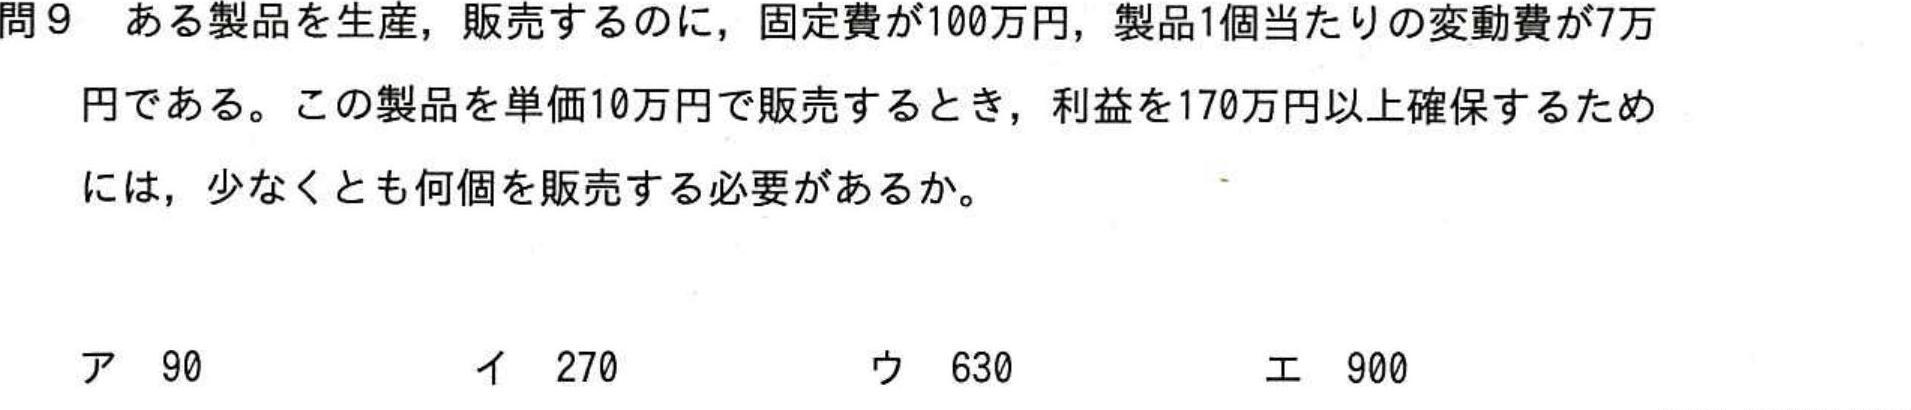 問９　ある製品を生産，販売するのに，固定費が100万円，製品1個当たりの変動費が7万
円である。この製品を単価10万円で販売するとき，利益を170万円以上確保するため
には，少なくとも何個を販売する必要があるか。
ア　90　イ　270　ウ　630　エ　900